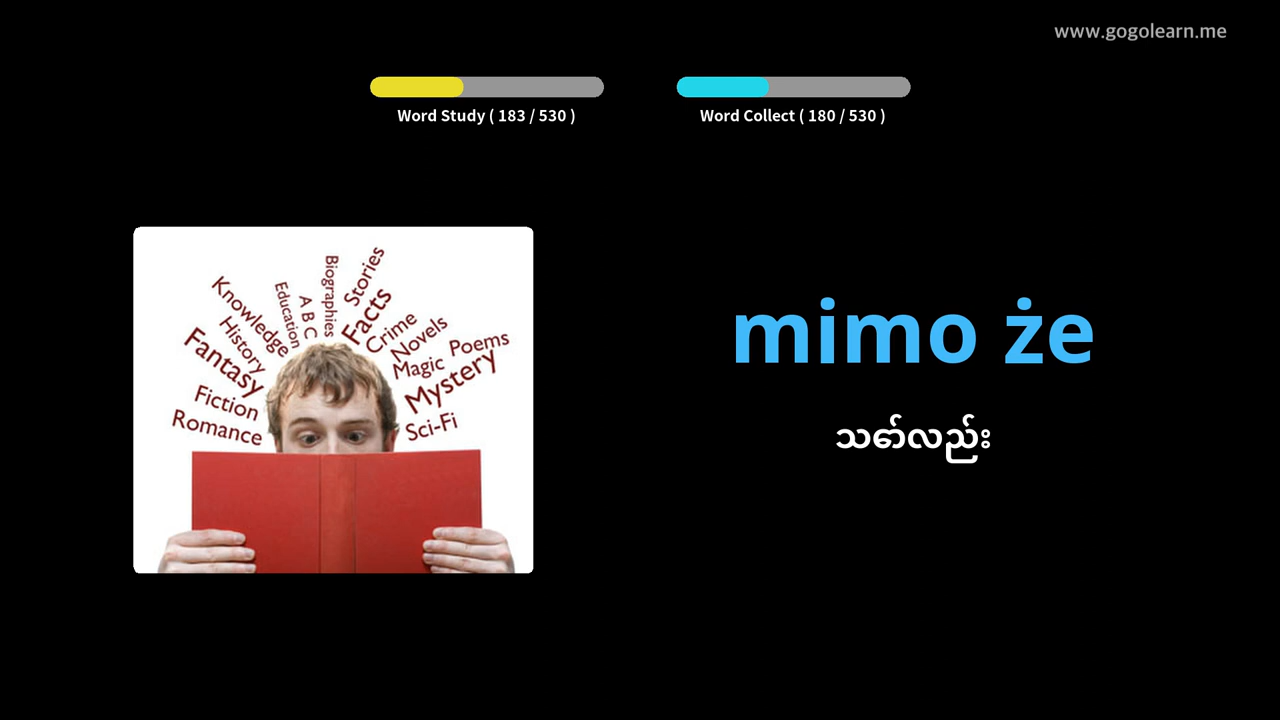 www.gogolearn.me
Word Study ( 183 / 530 )
Word Collect ( 180 / 530 )
Biographies
Stories
Education
A B C
Facts
Knowledge
Crime
History
Novels
Fantasy
Magic
Poems
Mystery
Fiction
Romance
Sci-Fi
mimo że
သော်လည်း